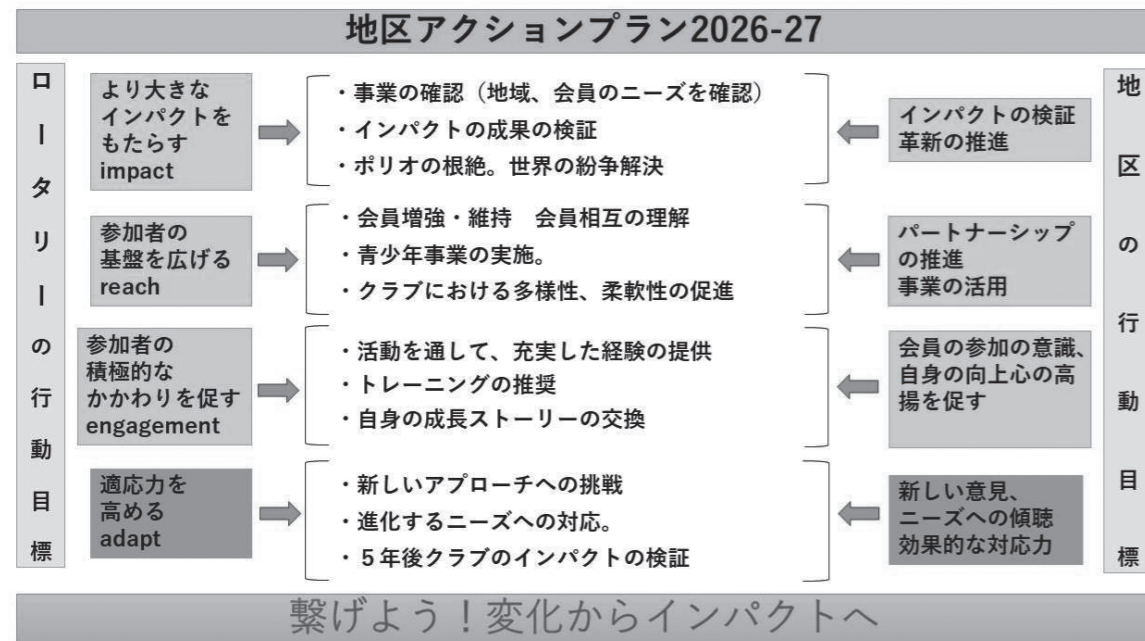 地区アクションプラン2026-27
ロータリーの行動目標
より大きな
インパクトを
もたらす
impact
・事業の確認（地域、会員のニーズを確認）
・インパクトの成果の検証
・ポリオの根絶。世界の紛争解決
インパクトの検証
革新の推進
参加者の
基盤を広げる
reach
・会員増強・維持　会員相互の理解
・青少年事業の実施。
・クラブにおける多様性、柔軟性の促進
パートナーシップ
の推進
事業の活用
参加者の
積極的な
かかわりを促す
engagement
・活動を通して、充実した経験の提供
・トレーニングの推奨
・自身の成長ストーリーの交換
会員の参加の意識、
自身の向上心の高
揚を促す
適応力を
高める
adapt
・新しいアプローチへの挑戦
・進化するニーズへの対応。
・５年後クラブのインパクトの検証
新しい意見、
ニーズへの傾聴
効果的な対応力
地区の行動目標
繋げよう！変化からインパクトへ